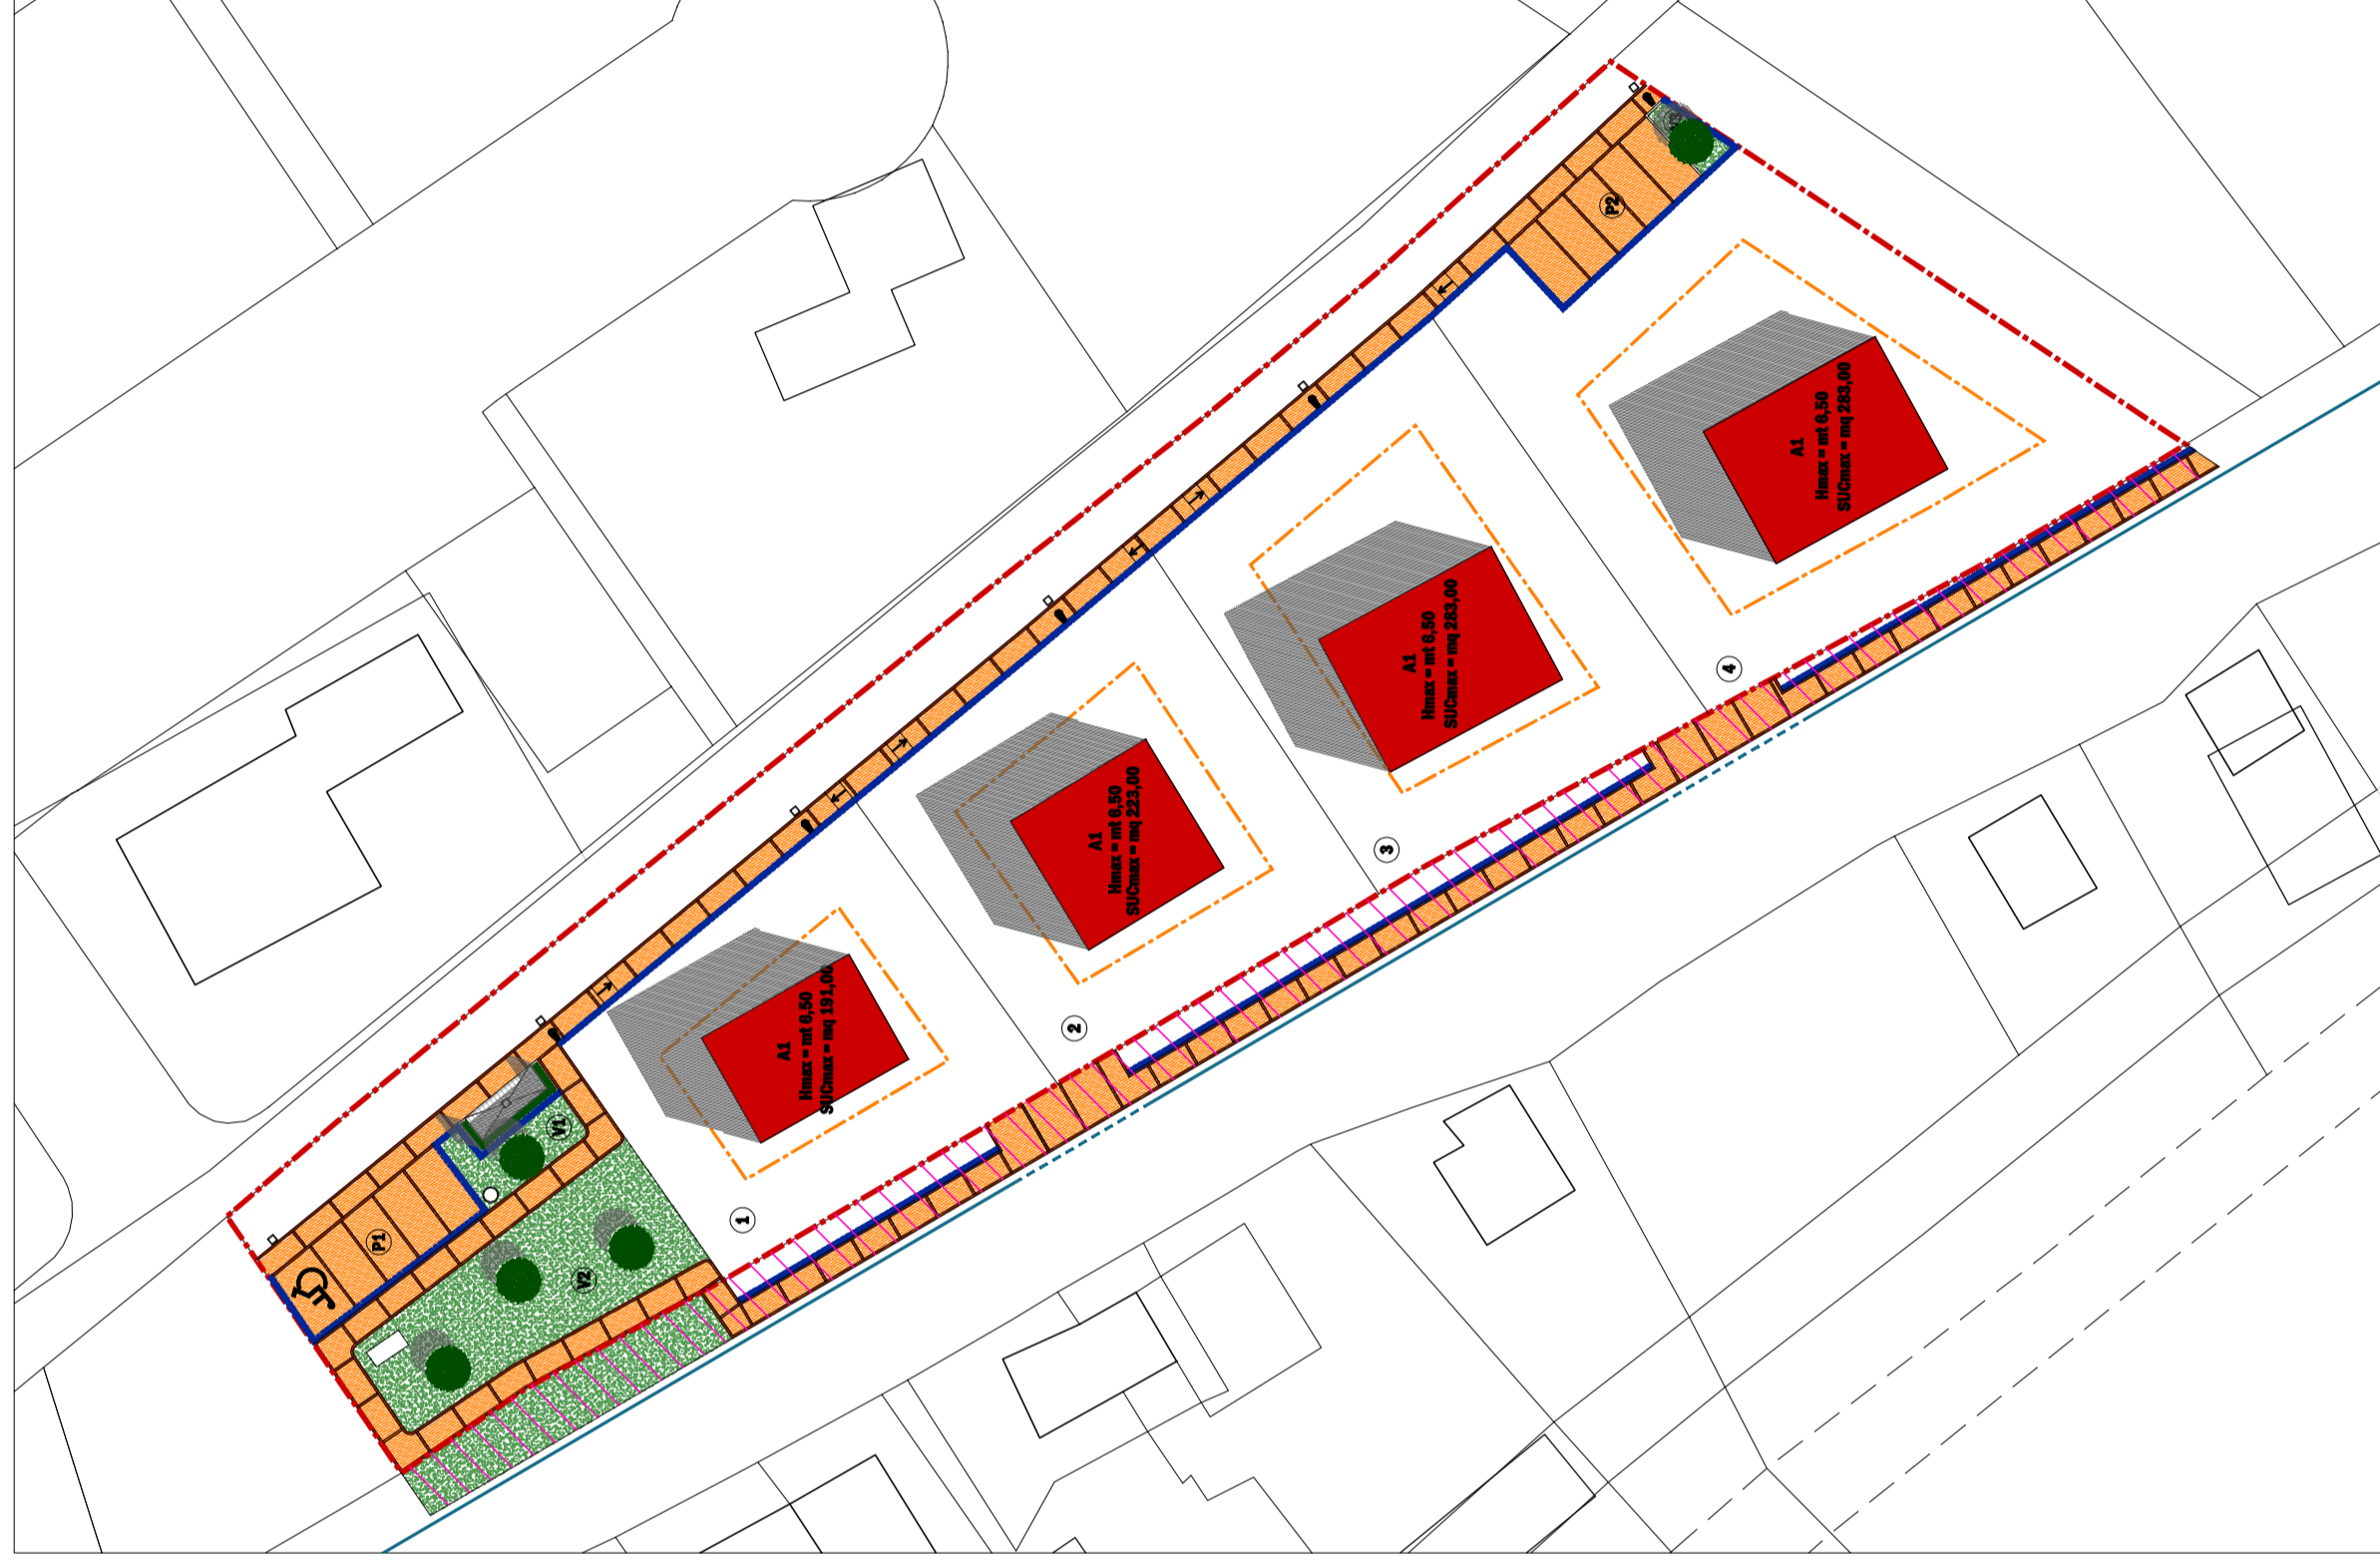 P2
A1
Hmax = mt 6,50
SUCmax = mq 283,00
A1
Hmax = mt 6,50
SUCmax = mq 283,00
4
A1
Hmax = mt 6,50
SUCmax = mq 223,00
3
A1
Hmax = mt 6,50
SUCmax = mq 191,00
2
V1
P1
1
V2